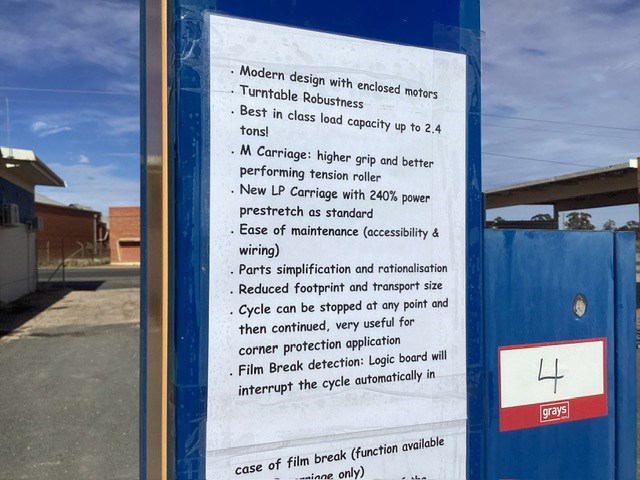 . Modern design with enclosed motors
. Turntable Robustness
. Best in class load capacity up to 2.4
tons!
. M Carriage: higher grip and better
performing tension roller
. New LP Carriage with 240% power
prestretch as standard
. Ease of maintenance (accessibility &
wiring)
. Parts simplification and rationalisation
. Reduced footprint and transport size
. Cycle can be stopped at any point and
then continued, very useful for
corner protection application
. Film Break detection: Logic board will
interrupt the cycle automatically in
case of film break (function available
only)
4
grays